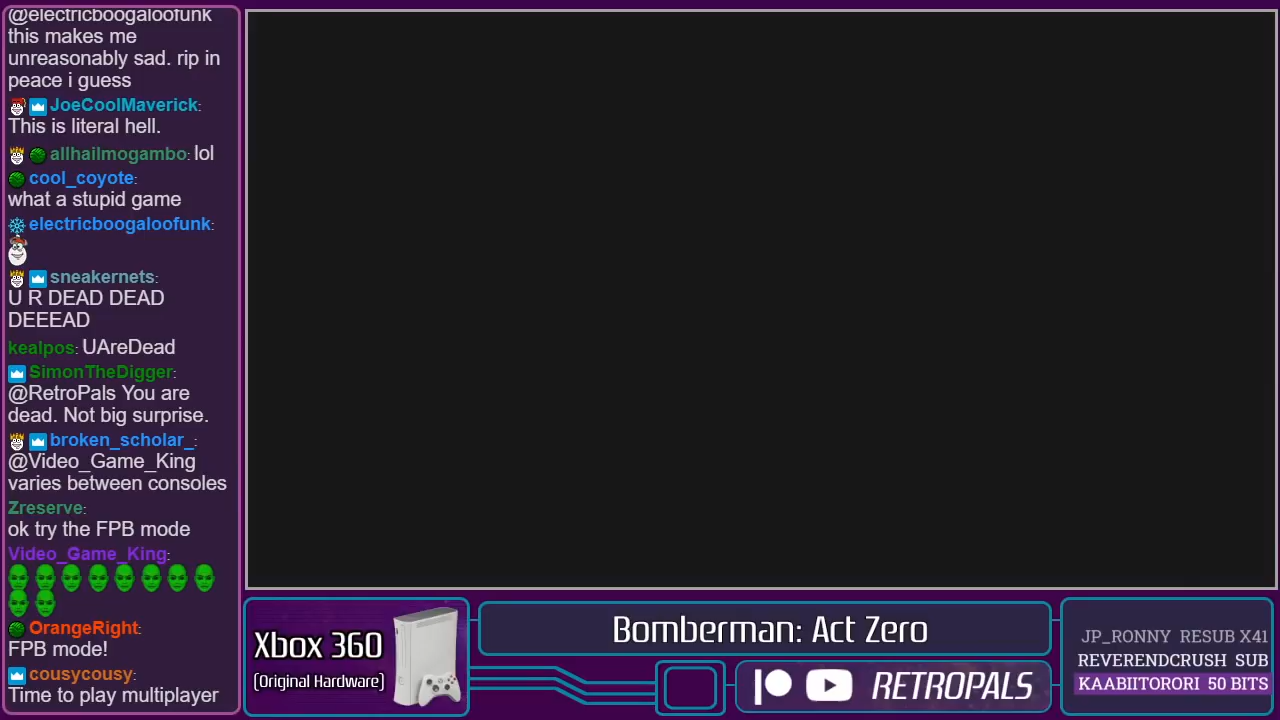 @electricboogaloofunk
this makes me
unreasonably sad. rip in
peace i guess
JoeCoolMaverick:
This is literal hell.
allhailmogambo: lol
cool_coyote:
what a stupid game
electricboogaloofunk:
sneakernets:
U R DEAD DEAD
DEEEAD
kealpos: UAreDead
SimonTheDigger:
@RetroPals You are
dead. Not big surprise.
broken_scholar_:
@Video_Game_King
varies between consoles
Zreserve:
ok try the FPB mode
Video_Game_King:
OrangeRight:
FPB mode!
cousycousy:
Time to play multiplayer
Xbox 360
(Original Hardware)
Bomberman: Act Zero
RETROPALS
JP_RONNY RESUB X41
REVERENDCRUSH SUB
KAABIITORORI 50 BITS